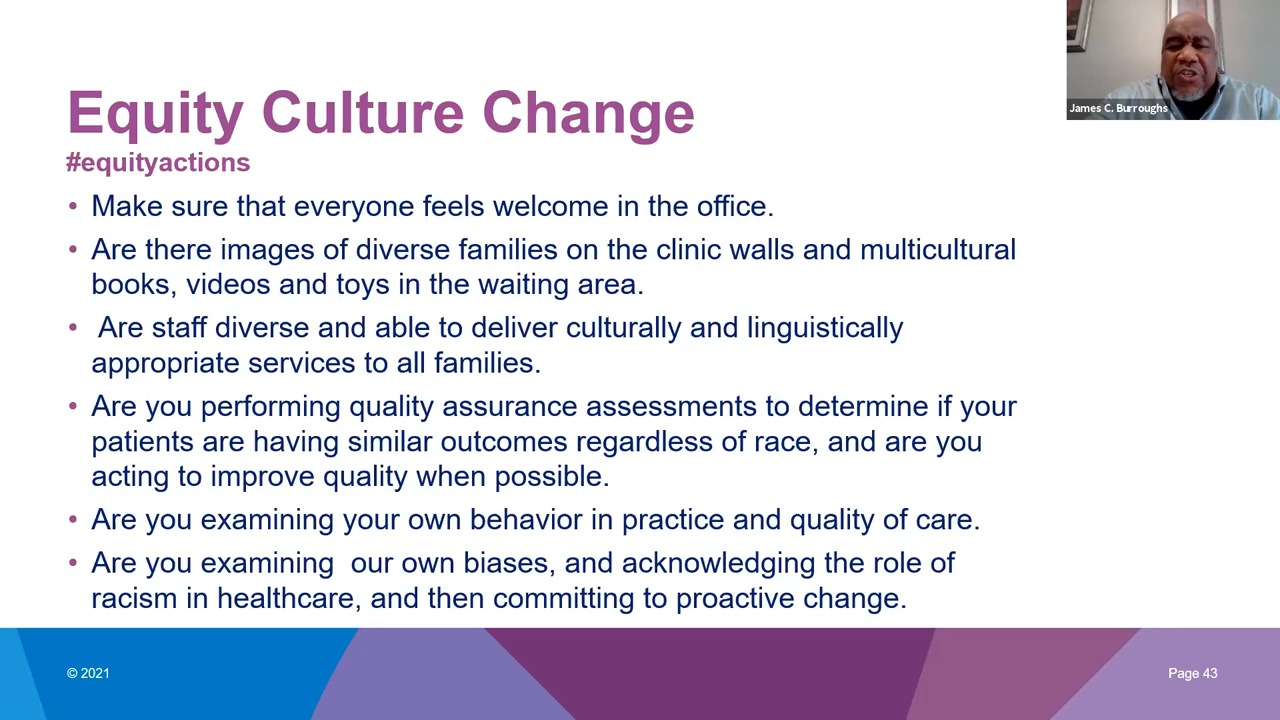 James C. Burroughs
Equity Culture Change
#equityactions
• Make sure that everyone feels welcome in the office.
• Are there images of diverse families on the clinic walls and multicultural
books, videos and toys in the waiting area.
• Are staff diverse and able to deliver culturally and linguistically
appropriate services to all families.
• Are you performing quality assurance assessments to determine if your
patients are having similar outcomes regardless of race, and are you
acting to improve quality when possible.
• Are you examining your own behavior in practice and quality of care.
• Are you examining  our own biases, and acknowledging the role of
racism in healthcare, and then committing to proactive change.
© 2021
Page 43